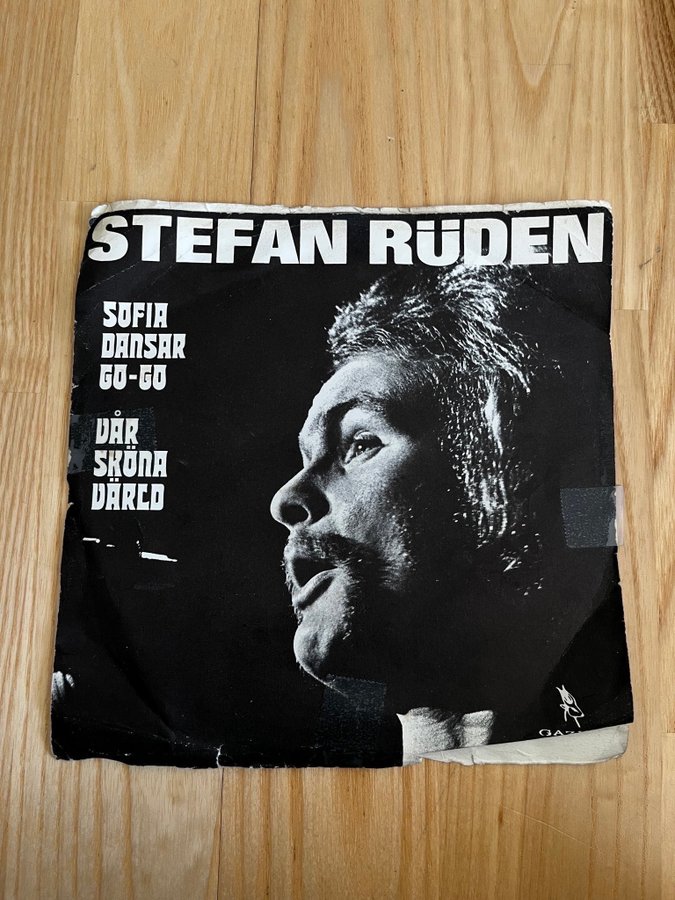 STEFAN RÜDEN
SOFIA
DANSAR
GO-GO
VÅR
SKÖNA
VÄRLD